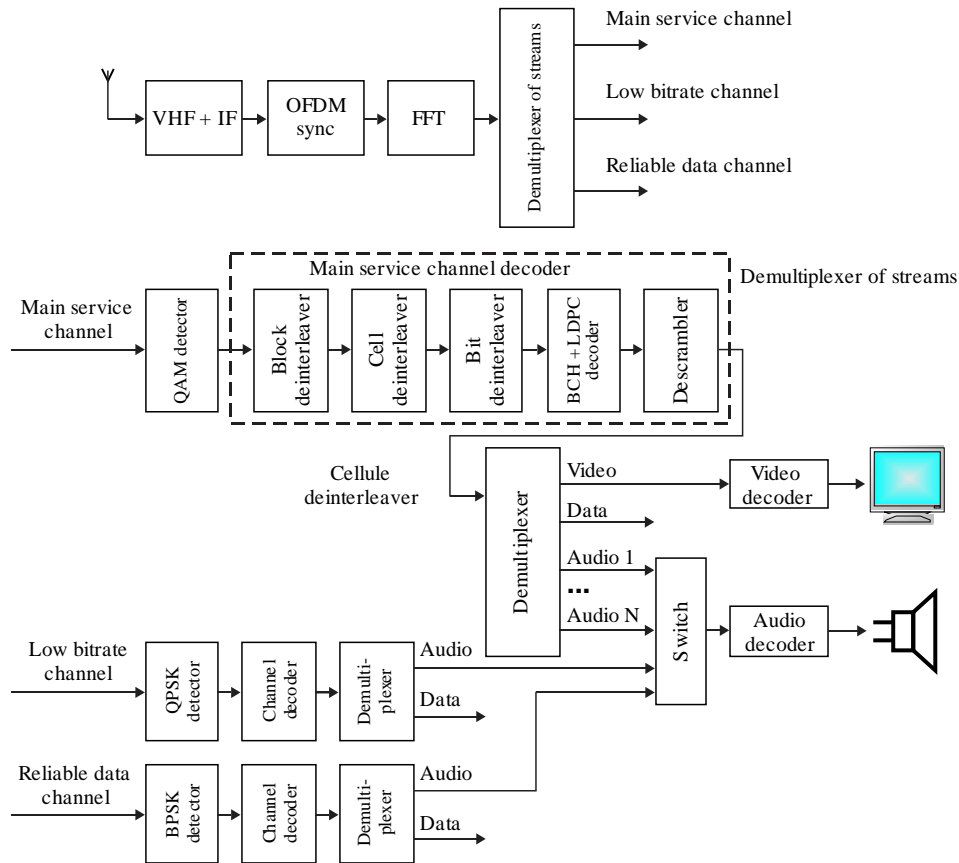 Main service channel
Low bitrate channel
Reliable data channel
VHF + IF
OFDM
sync
FFT
Demultiplexer of streams
Main service channel decoder
Demultiplexer of streams
Main service
channel
QAM detector
Block
deinterleaver
Cell
deinterleaver
Bit
deinterleaver
BCH + LDPC
decoder
Descrambler
Cellule
deinterleaver
Demultiplexer
Video
Data
Audio 1
...
Audio N
Video
decoder
Switch
Audio
decoder
Low bitrate
channel
QPSK
detector
Channel
decoder
Demulti-
plexer
Audio
Data
Reliable data
channel
BPSK
detector
Channel
decoder
Demulti-
plexer
Audio
Data